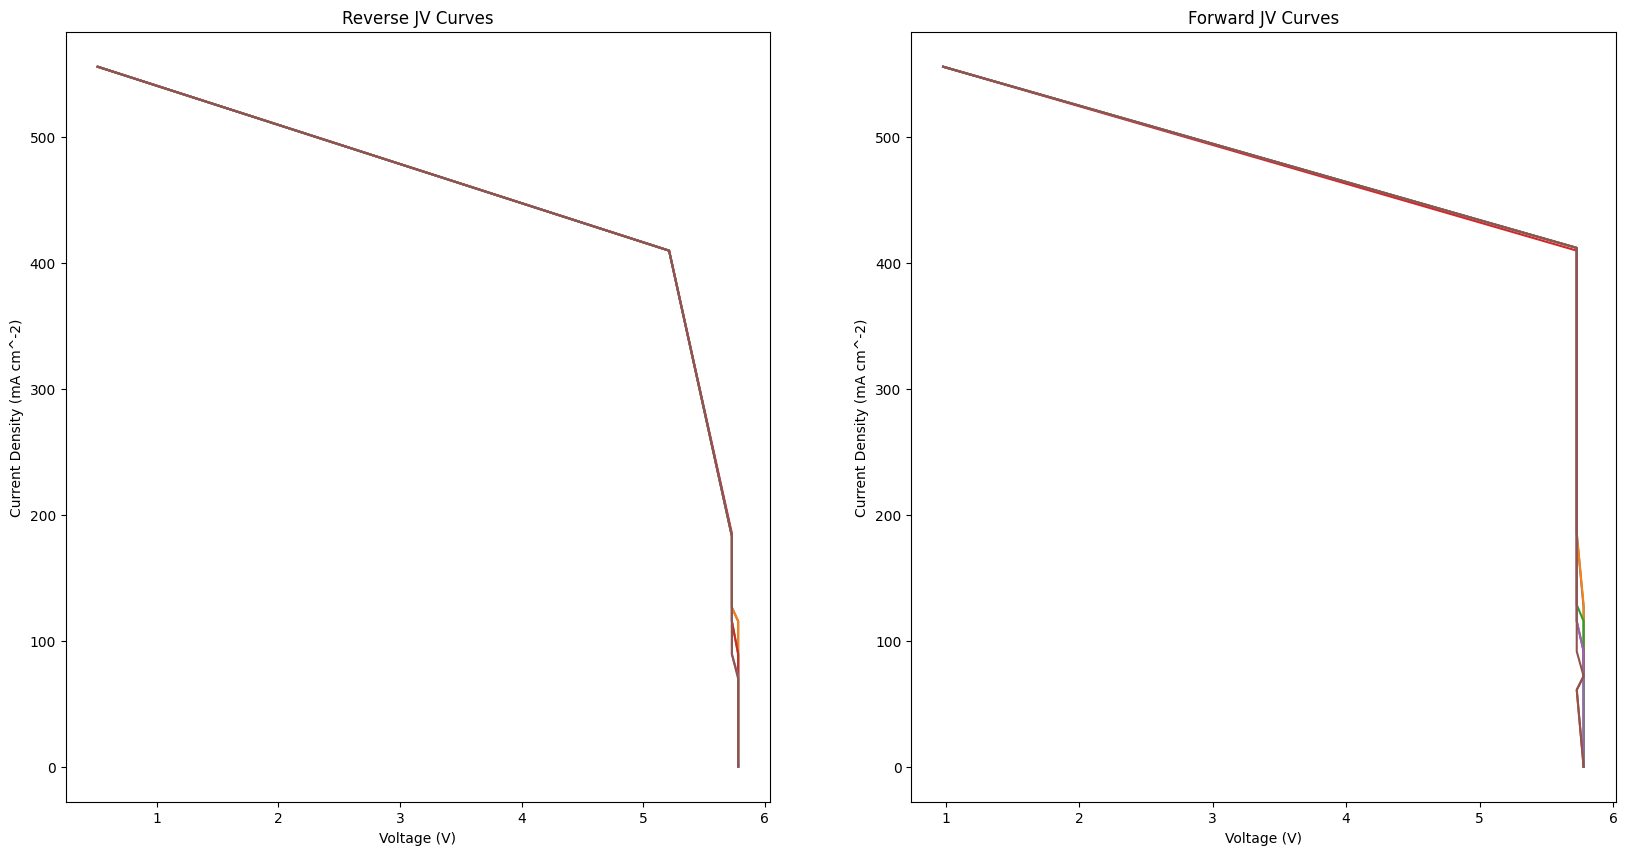 Reverse JV Curves
Current Density (mA cm^-2)
500
400
300
200
100
0
1 2 3 4 5 6
Voltage (V)
Forward JV Curves
Current Density (mA cm^-2)
500
400
300
200
100
0
1 2 3 4 5 6
Voltage (V)